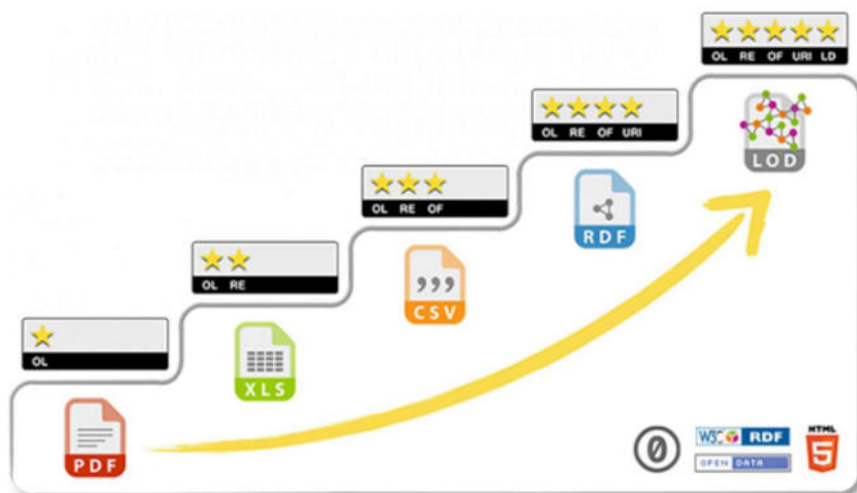 OL RE OF URI LD
OL RE OF URI
LOD
OL RE OF
RDF
OL RE
CSV
OL
XLS
PDF
0
W3C RDF
OPEN DATA
HTML
5